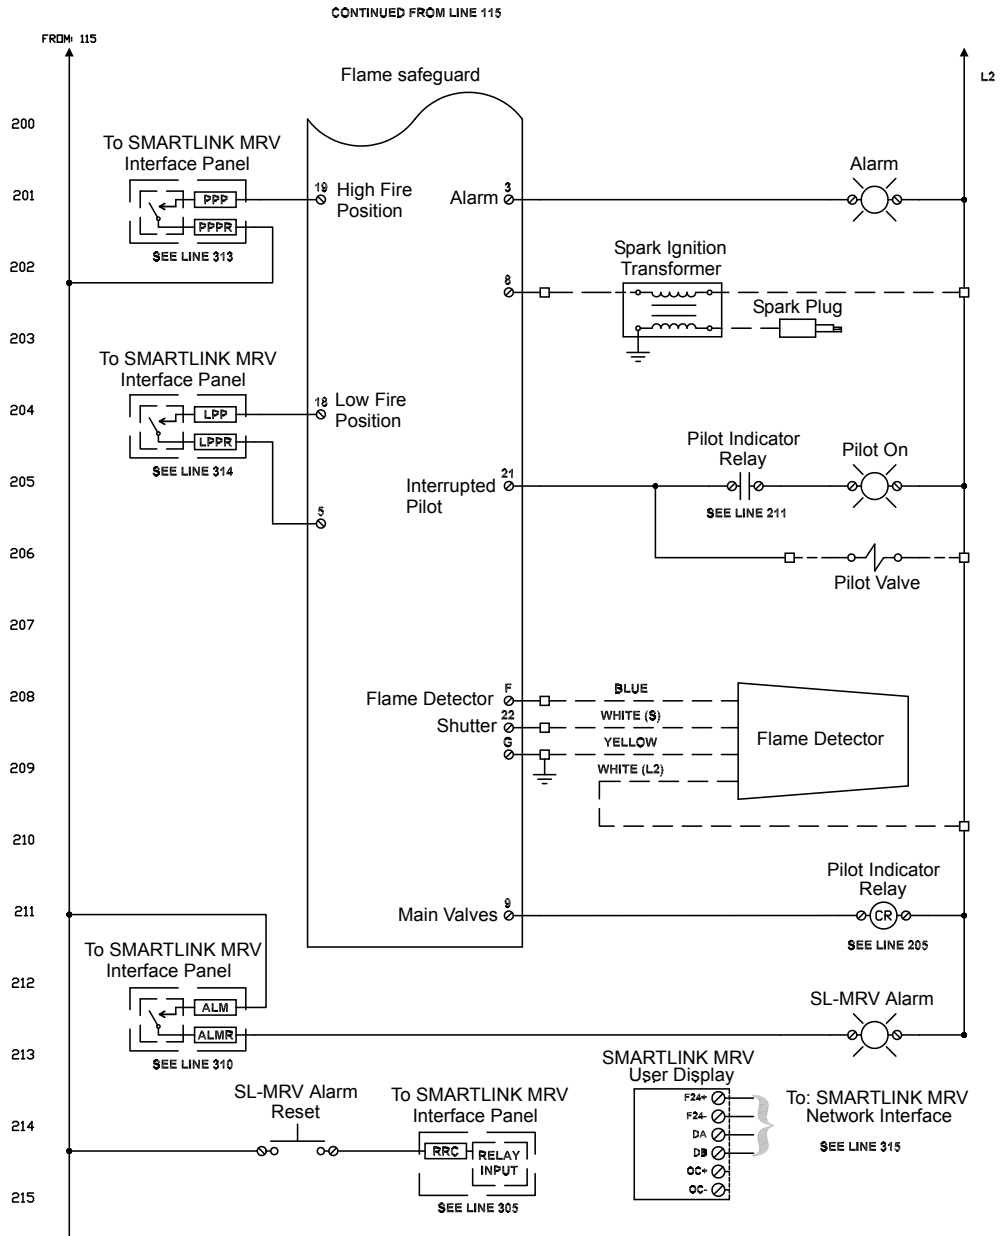 CONTINUED FROM LINE 115
FROM: 115
L2
Flame safeguard
200
To SMARTLINK MRV
Interface Panel
Alarm
201
PPP
19
High Fire
Position
Alarm
3
PPPR
SEE LINE 313
202
Spark Ignition
Transformer
8
Spark Plug
203
To SMARTLINK MRV
Interface Panel
204
LPP
18
Low Fire
Position
LPPR
SEE LINE 314
Pilot Indicator
Relay
Pilot On
205
Interrupted
Pilot
21
SEE LINE 211
5
206
Pilot Valve
207
208
Flame Detector
F
BLUE
Shutter
22
WHITE (S)
G
YELLOW
Flame Detector
209
WHITE (L2)
210
Pilot Indicator
Relay
211
Main Valves
9
CR
SEE LINE 205
To SMARTLINK MRV
Interface Panel
212
SL-MRV Alarm
ALM
ALMR
213
SEE LINE 310
SMARTLINK MRV
User Display
SL-MRV Alarm
Reset
To SMARTLINK MRV
Interface Panel
F24+
F24-
DA
DB
OC+
OC-
To: SMARTLINK MRV
Network Interface
SEE LINE 315
214
RRC
RELAY
INPUT
215
SEE LINE 305